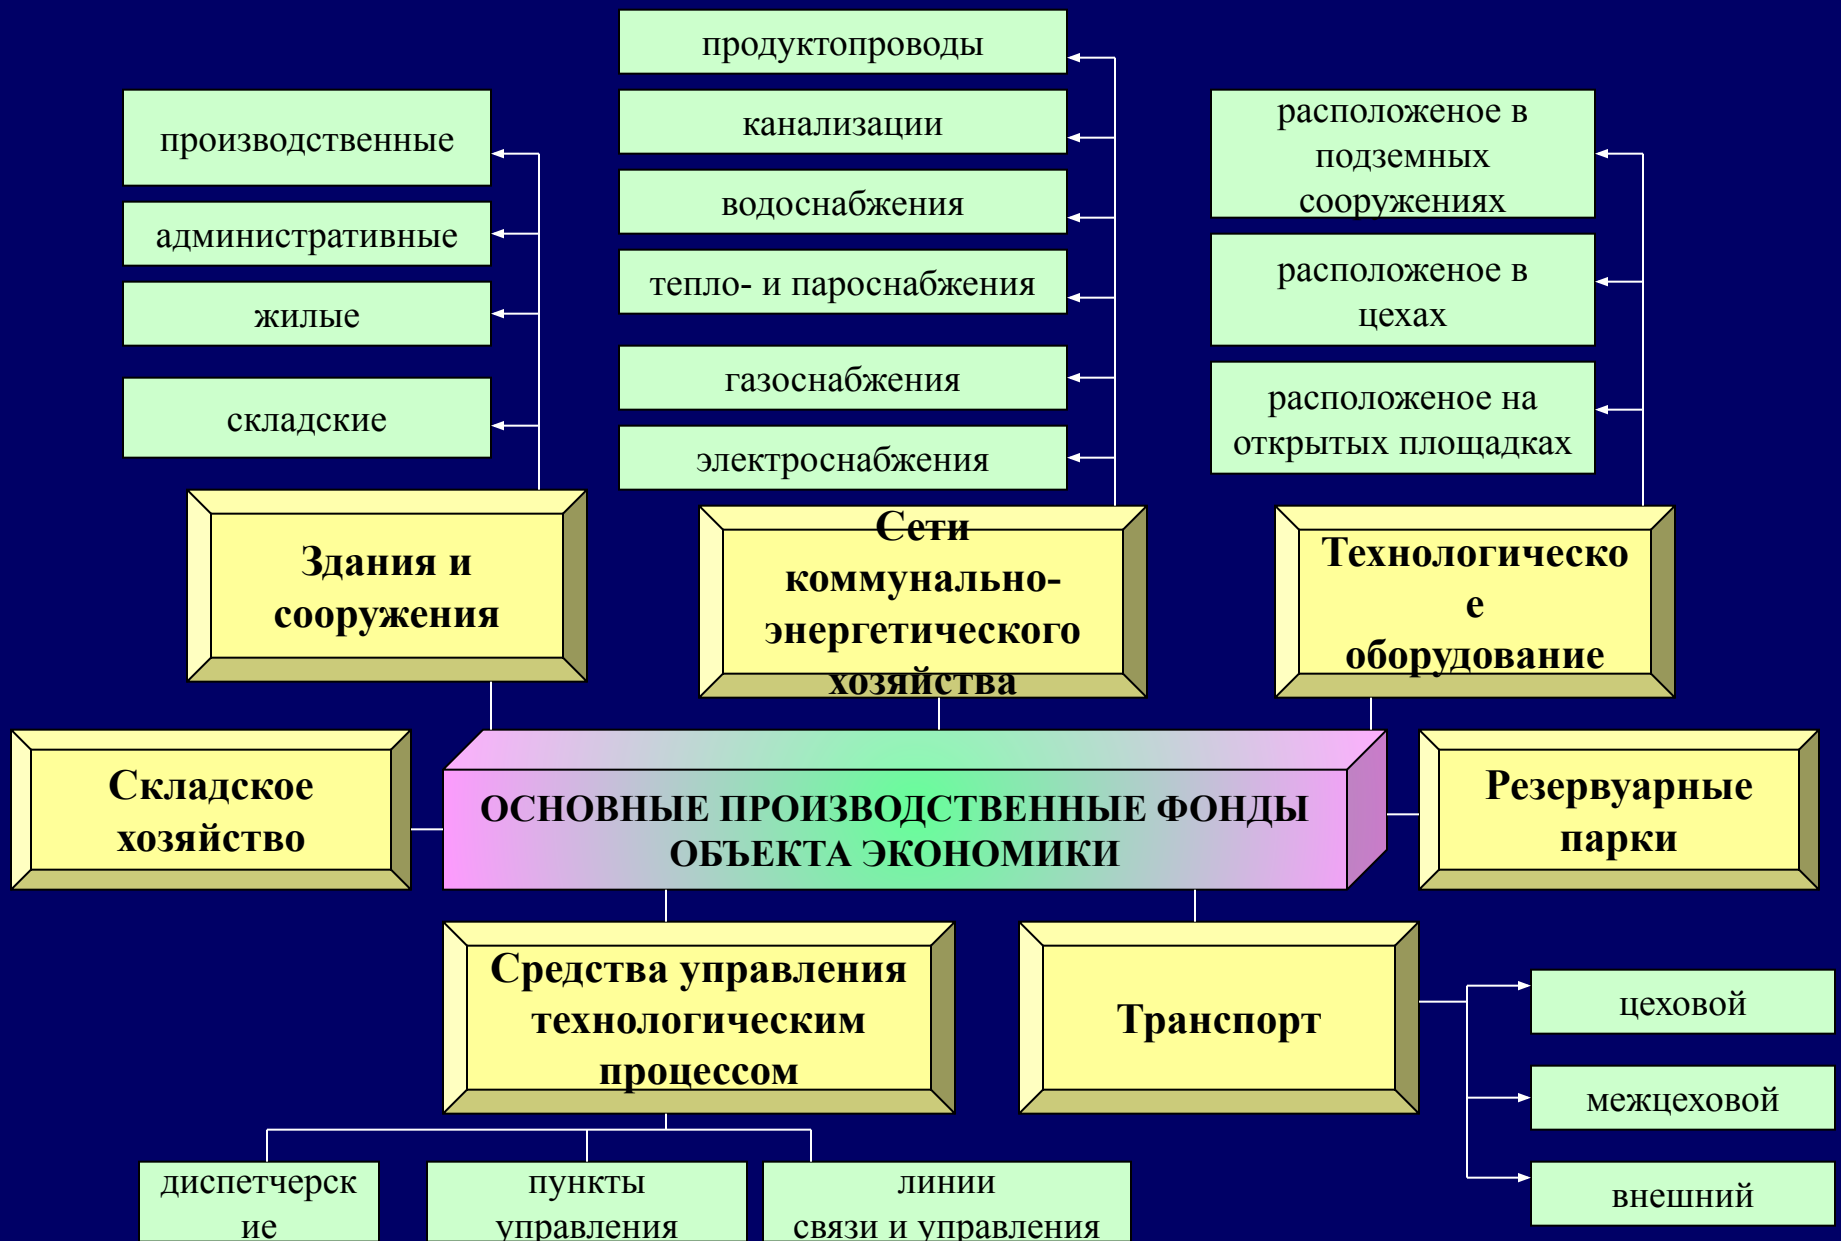 продуктопроводы
канализации
водоснабжения
тепло- и пароснабжения
газоснабжения
электроснабжения
производственные
административные
жилые
складские
расположеное в
подземных
сооружениях
расположеное в
цехах
расположеное на
открытых площадках
Здания и
сооружения
Сети
коммунально-
энергетического
хозяйства
Технологическо
е
оборудование
Складское
хозяйство
ОСНОВНЫЕ ПРОИЗВОДСТВЕННЫЕ ФОНДЫ
ОБЪЕКТА ЭКОНОМИКИ
Резервуарные
парки
Средства управления
технологическим
процессом
Транспорт
цеховой
межцеховой
внешний
диспетчерск
ие
пункты
управления
линии
связи и управления